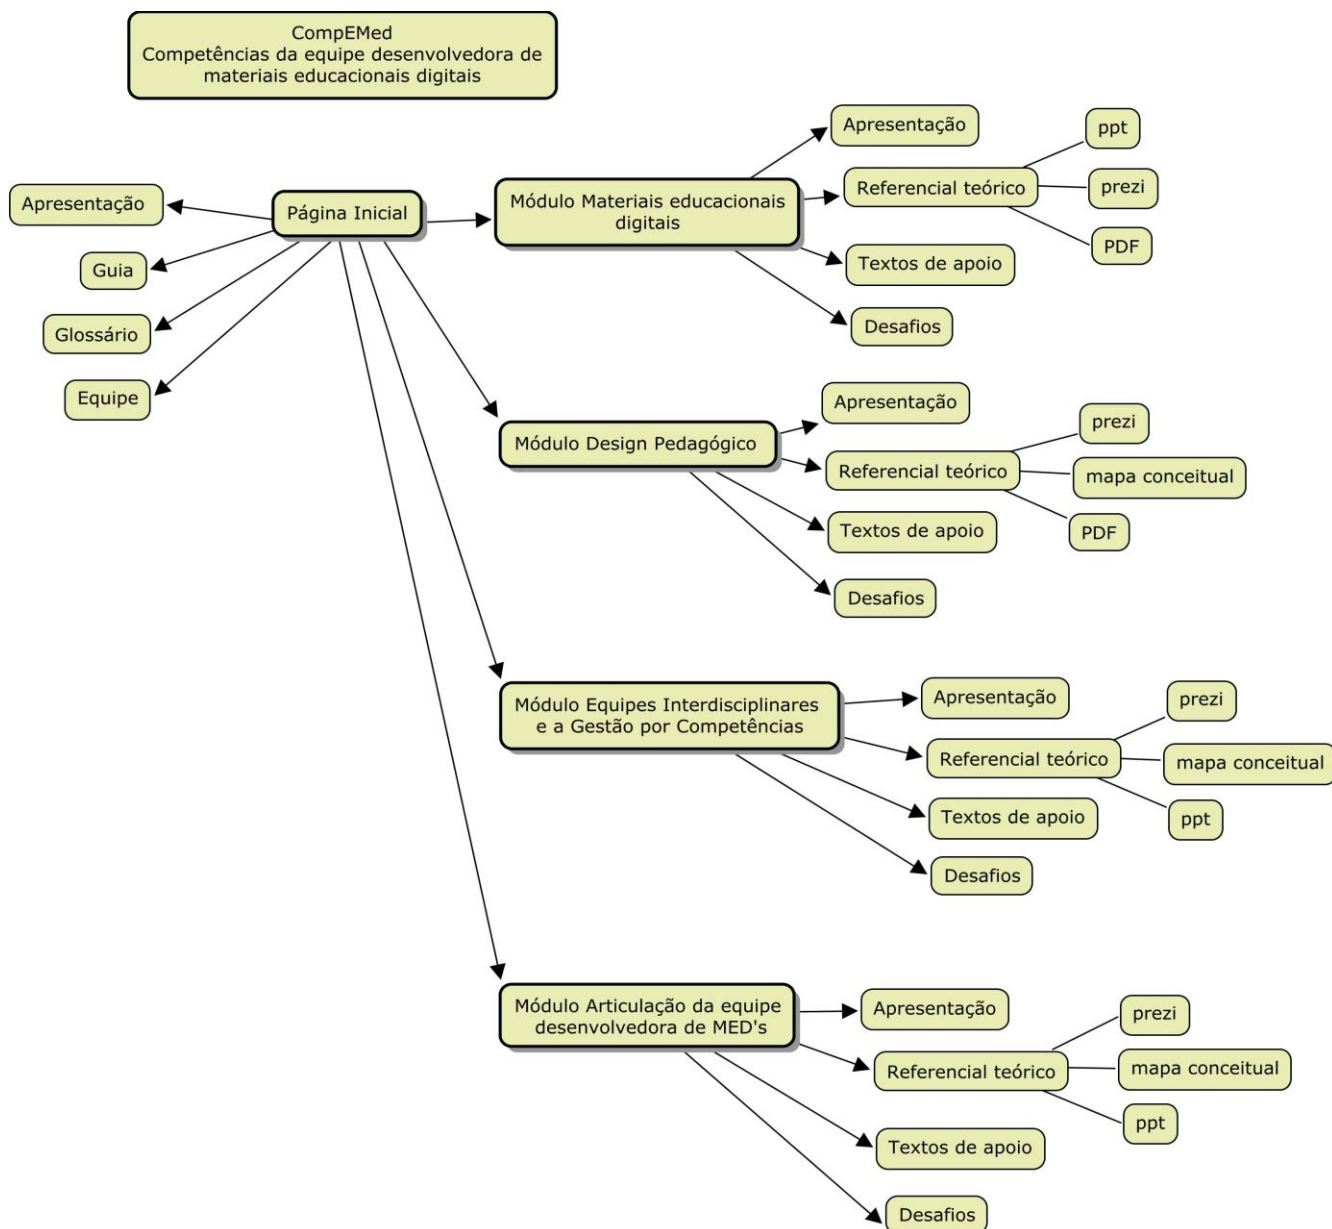 CompEMed
Competências da equipe desenvolvedora de
materiais educacionais digitais
Página Inicial
Apresentação
Guia
Glossário
Equipe
Módulo Materiais educacionais
digitais
Apresentação
Referencial teórico
ppt
prezi
PDF
Textos de apoio
Desafios
Módulo Design Pedagógico
Apresentação
Referencial teórico
prezi
mapa conceitual
PDF
Textos de apoio
Desafios
Módulo Equipes Interdisciplinares
e a Gestão por Competências
Apresentação
Referencial teórico
prezi
mapa conceitual
ppt
Textos de apoio
Desafios
Módulo Articulação da equipe
desenvolvedora de MED's
Apresentação
Referencial teórico
prezi
mapa conceitual
ppt
Textos de apoio
Desafios